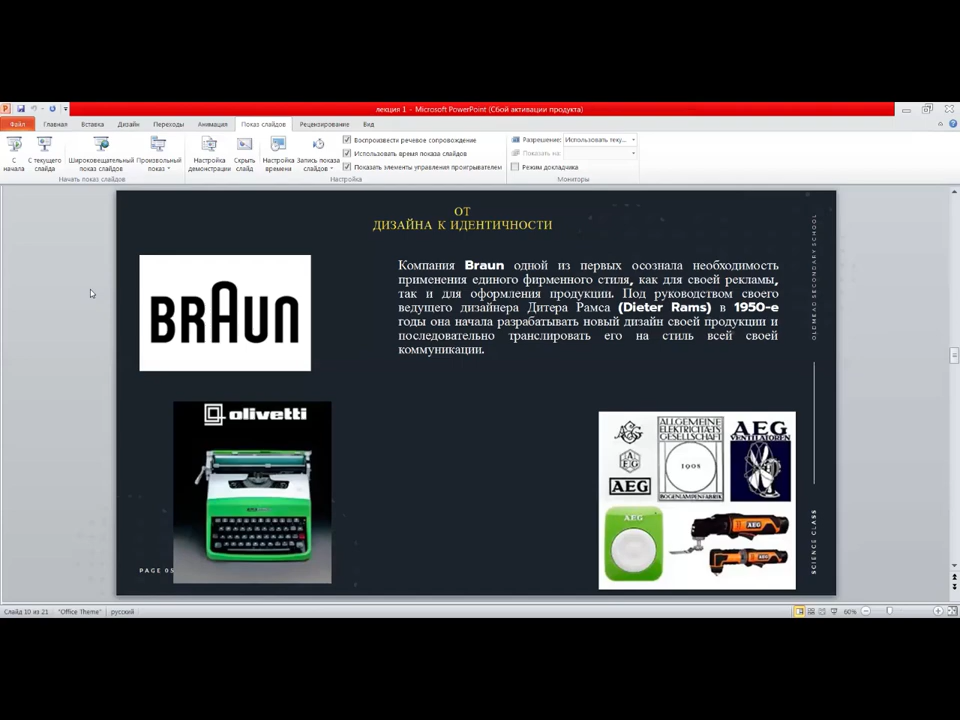 лекция 1 - Microsoft PowerPoint (Сбой активации продукта)
Файл Главная Вставка Дизайн Переходы Анимация Показ слайдов Рецензирование Вид
С начала
С текущего слайда
Широковещательный показ слайдов
Произвольный показ
Настройка демонстрации
Скрыть слайд
Настройка времени
Запись показа слайдов
Воспроизвести речевое сопровождение
Использовать время показа слайдов
Показать элементы управления проигрывателем
Разрешение: Использовать теку...
Показать на:
Режим докладчика
Начать показ слайдов
Настройка
Мониторы
ОТ
ДИЗАЙНА К ИДЕНТИЧНОСТИ
BRAUN
Компания Braun одной из первых осознала необходимость
применения единого фирменного стиля, как для своей рекламы,
так и для оформления продукции. Под руководством своего
ведущего дизайнера Дитера Рамса (Dieter Rams) в 1950-е
годы она начала разрабатывать новый дизайн своей продукции и
последовательно транслировать его на стиль всей своей
коммуникации.
OLDMEAD SECONDARY SCHOOL
olivetti
ALLGEMEINE
ELEKTRICITÄTS
GESELLSCHAFT
1908
BOGENLAMPENFABRIK
AEG
VENTILATOREN
AEG
AEG
AEG
AEG
AEG
SCIENCE CLASS
PAGE 05
Слайд 10 из 21 "Office Theme" русский
60%